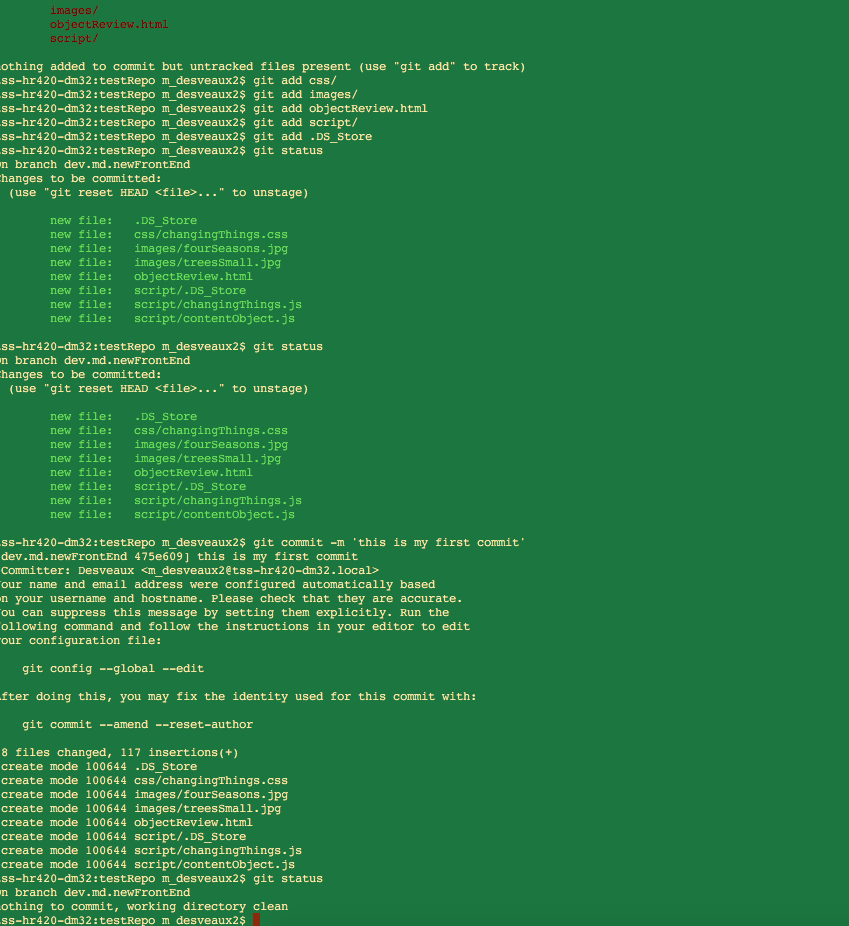 images/
objectReview.html
script/
othing added to commit but untracked files present (use "git add" to track)
ss-hr420-dm32:testRepo m_desveaux2$ git add css/
ss-hr420-dm32:testRepo m_desveaux2$ git add images/
ss-hr420-dm32:testRepo m_desveaux2$ git add objectReview.html
ss-hr420-dm32:testRepo m_desveaux2$ git add script/
ss-hr420-dm32:testRepo m_desveaux2$ git add .DS_Store
ss-hr420-dm32:testRepo m_desveaux2$ git status
n branch dev.md.newFrontEnd
hanges to be committed:
(use "git reset HEAD <file>..." to unstage)
new file: .DS_Store
new file: css/changingThings.css
new file: images/fourSeasons.jpg
new file: images/treesSmall.jpg
new file: objectReview.html
new file: script/.DS_Store
new file: script/changingThings.js
new file: script/contentObject.js
ss-hr420-dm32:testRepo m_desveaux2$ git status
n branch dev.md.newFrontEnd
hanges to be committed:
(use "git reset HEAD <file>..." to unstage)
new file: .DS_Store
new file: css/changingThings.css
new file: images/fourSeasons.jpg
new file: images/treesSmall.jpg
new file: objectReview.html
new file: script/.DS_Store
new file: script/changingThings.js
new file: script/contentObject.js
ss-hr420-dm32:testRepo m_desveaux2$ git commit -m 'this is my first commit'
dev.md.newFrontEnd 475e609] this is my first commit
Committer: Desveaux <m_desveaux2@tss-hr420-dm32.local>
our name and email address were configured automatically based
n your username and hostname. Please check that they are accurate.
ou can suppress this message by setting them explicitly. Run the
ollowing command and follow the instructions in your editor to edit
our configuration file:
git config --global --edit
fter doing this, you may fix the identity used for this commit with:
git commit --amend --reset-author
8 files changed, 117 insertions(+)
create mode 100644 .DS_Store
create mode 100644 css/changingThings.css
create mode 100644 images/fourSeasons.jpg
create mode 100644 images/treesSmall.jpg
create mode 100644 objectReview.html
create mode 100644 script/.DS_Store
create mode 100644 script/changingThings.js
create mode 100644 script/contentObject.js
ss-hr420-dm32:testRepo m_desveaux2$ git status
n branch dev.md.newFrontEnd
othing to commit, working directory clean
ss-hr420-dm32:testRepo m_desveaux2$